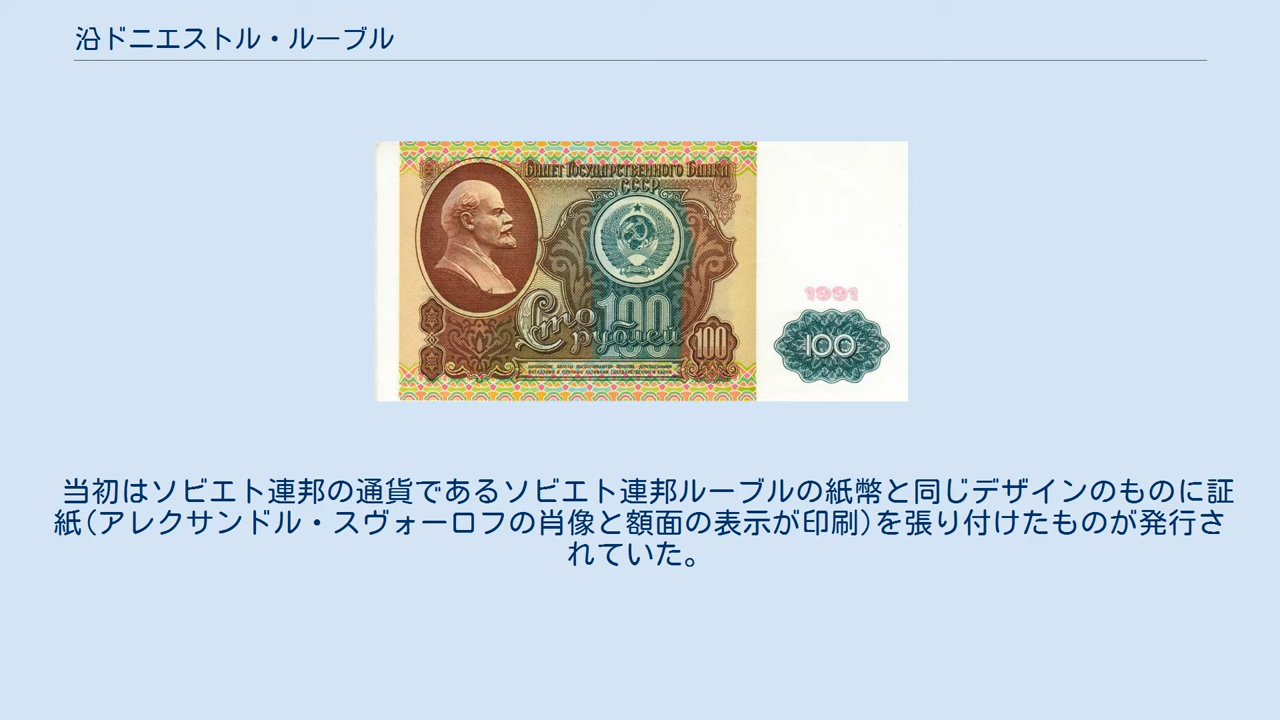 沿ドニエストル・ルーブル
Билет Государственного Банка
СССР
1991
Сто
100
рублей
100
100
当初はソビエト連邦の通貨であるソビエト連邦ルーブルの紙幣と同じデザインのものに証
紙(アレクサンドル・スヴォーロフの肖像と額面の表示が印刷)を張り付けたものが発行さ
れていた。